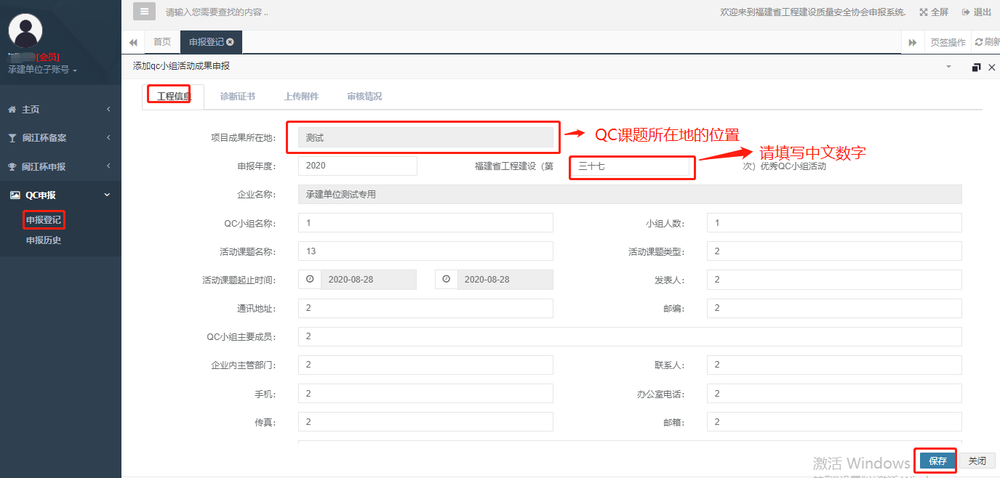 请输入您需要查找的内容 ..
欢迎来到福建省工程建设质量安全协会申报系统.
全屏
退出
[会员]
承建单位子账号
首页
申报登记
页签操作
刷新
添加qc小组活动成果申报
主页
闽江杯备案
闽江杯申报
QC申报
申报登记
申报历史
工程信息
诊断证书
上传附件
审核情况
项目成果所在地: 测试
QC课题所在地的位置
请填写中文数字
申报年度: 2020 福建省工程建设（第 三十七 次）优秀QC小组活动
企业名称: 承建单位测试专用
QC小组名称: 1 小组人数: 1
活动课题名称: 13 活动课题类型: 2
活动课题起止时间: 2020-08-28 2020-08-28 发表人: 2
通讯地址: 2 邮编: 2
QC小组主要成员: 2
企业内主管部门: 2 联系人: 2
手机: 2 办公室电话: 2
传真: 2 邮箱: 2
激活 Windows
保存
关闭